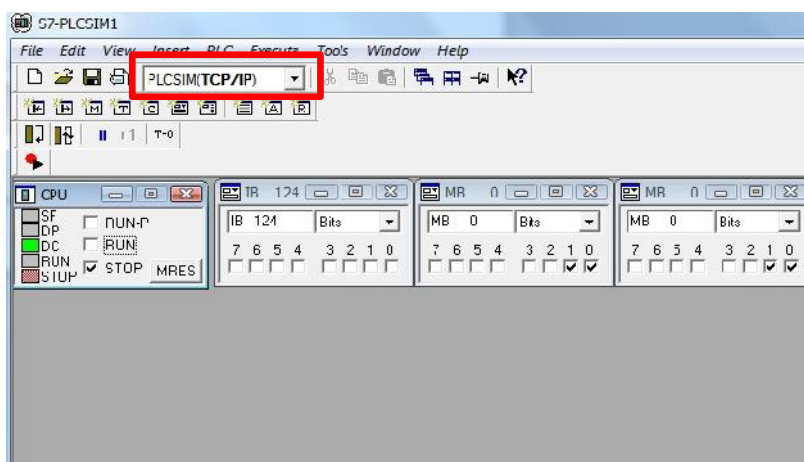 S7-PLCSIM1
File Edit View Insert PLC Execute Tools Window Help
PLCSIM(TCP/IP)
T=0
CPU
SF
DP
DC
RUN
STOP
RUN-P
RUN
STOP
MRES
IB 124
IB 124 Bits
7 6 5 4 3 2 1 0
MB 0
MB 0 Bits
7 6 5 4 3 2 1 0
MB 0
MB 0 Bits
7 6 5 4 3 2 1 0